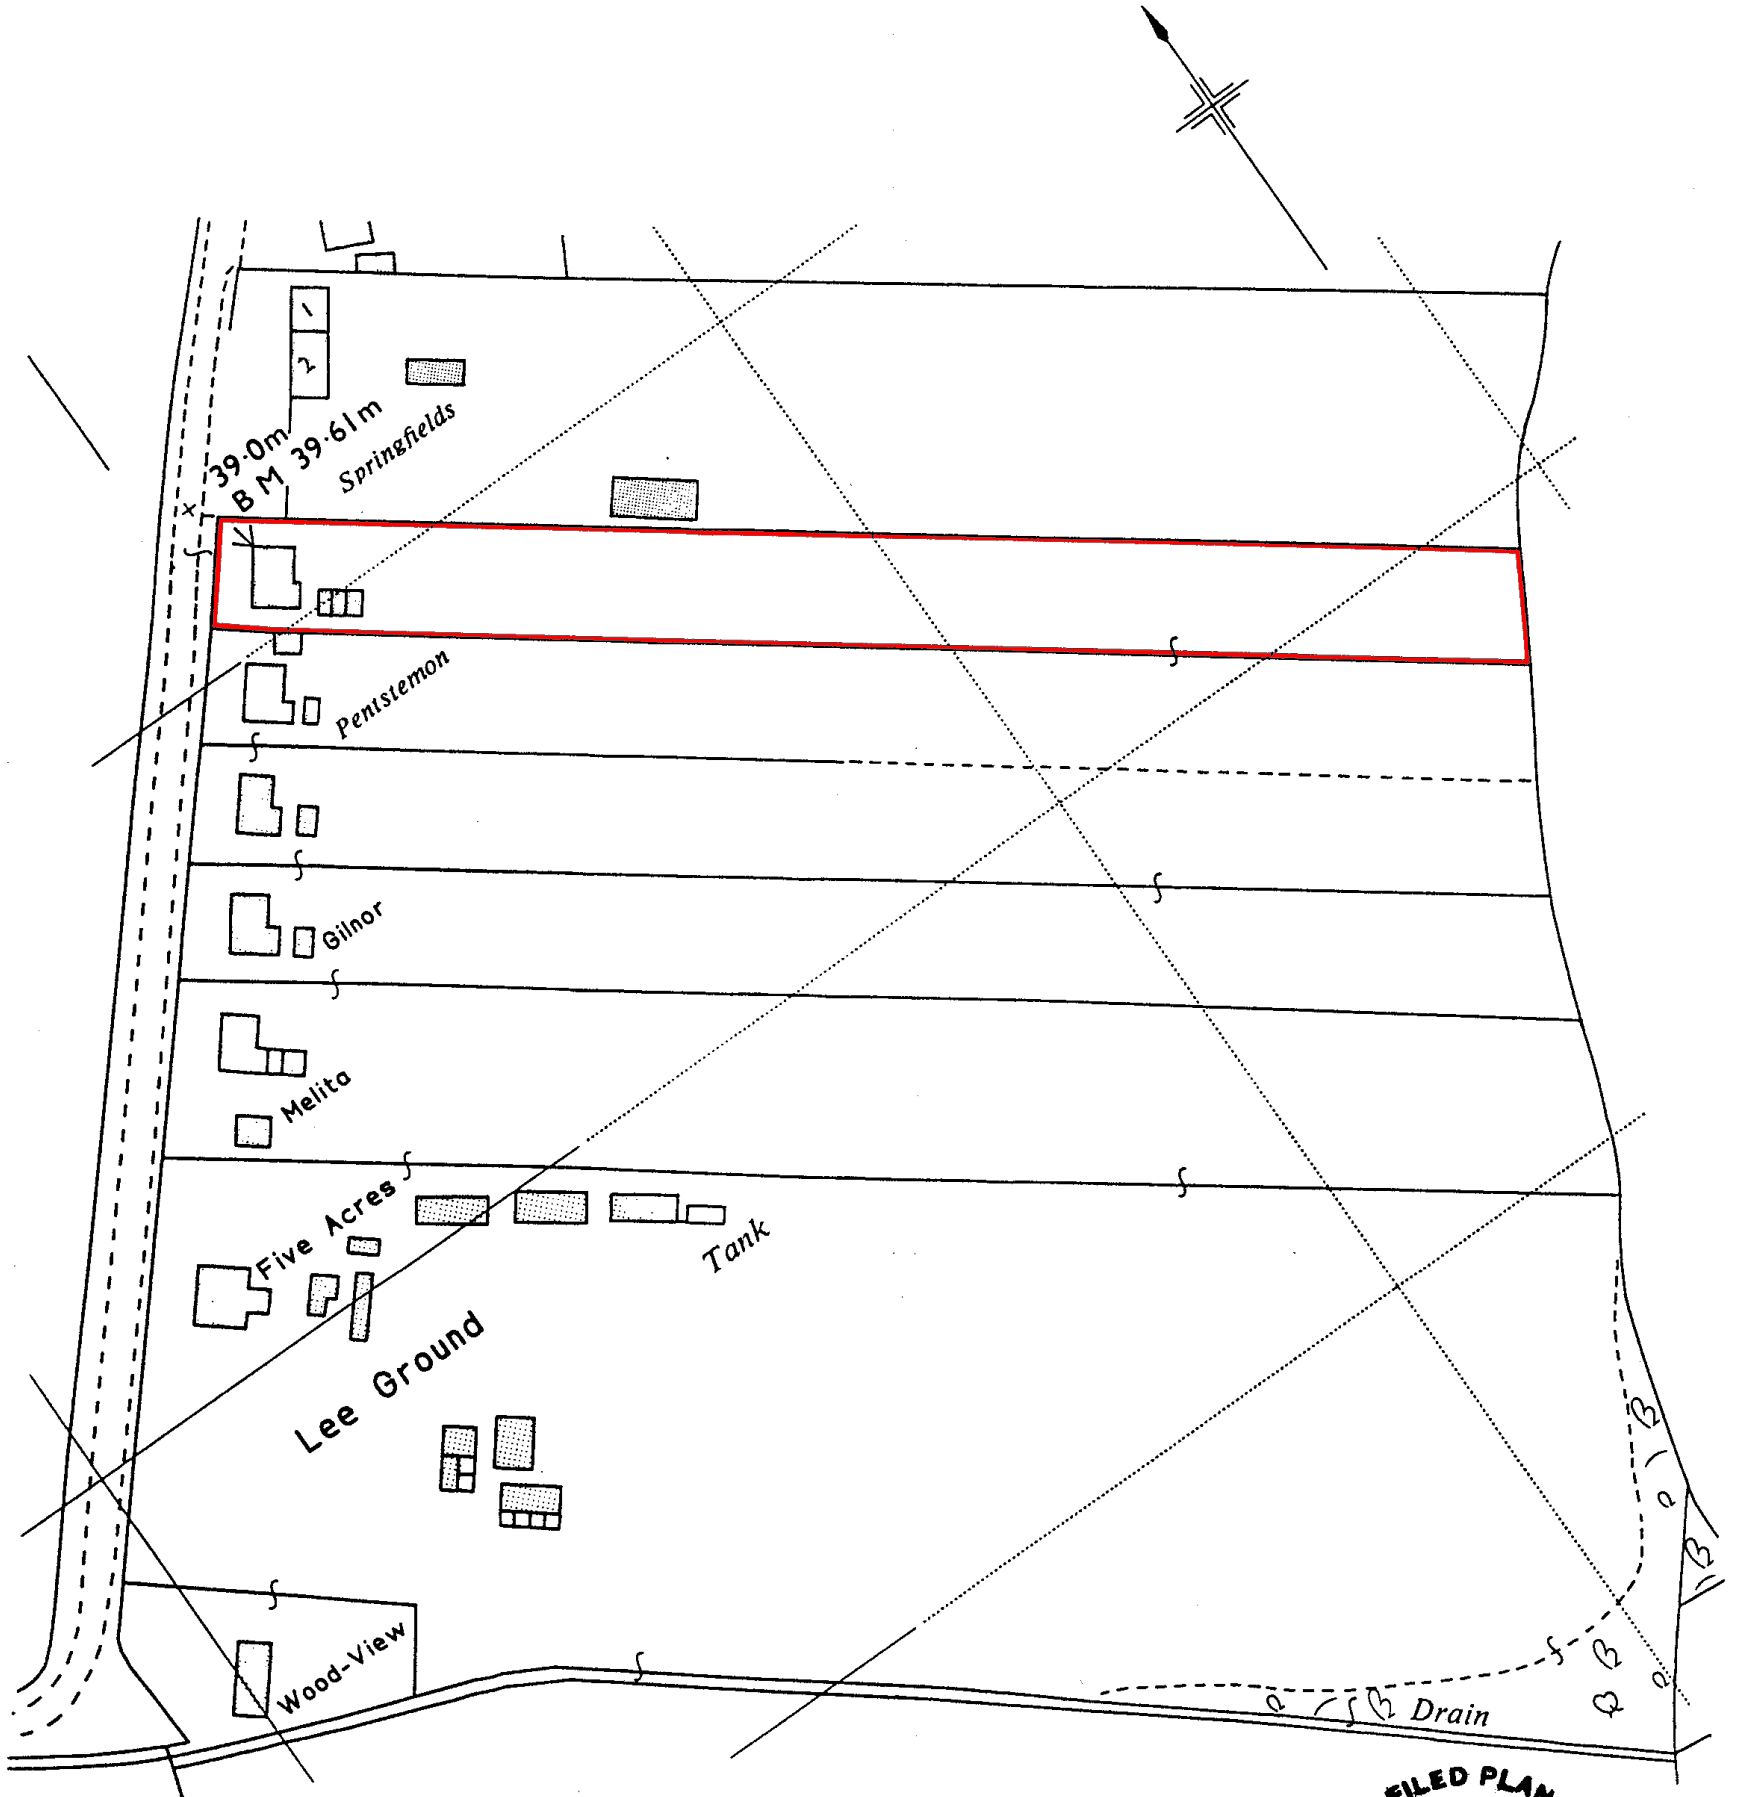 1
2
39·0m
B M 39·61m
Springfields
Pentstemon
Gilnor
Melita
Five Acres
Tank
Lee Ground
Wood-View
Drain
FILED PLAN